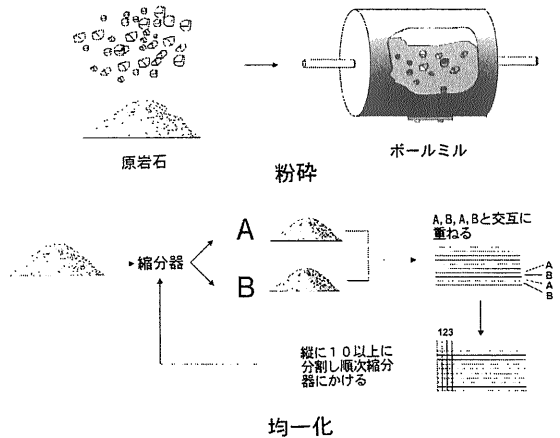 原岩石
ボールミル
粉砕
縮分器
A
B
A,B,A,Bと交互に
重ねる
A
B
A
B
123
縦に10以上に
分割し順次縮分
器にかける
均一化